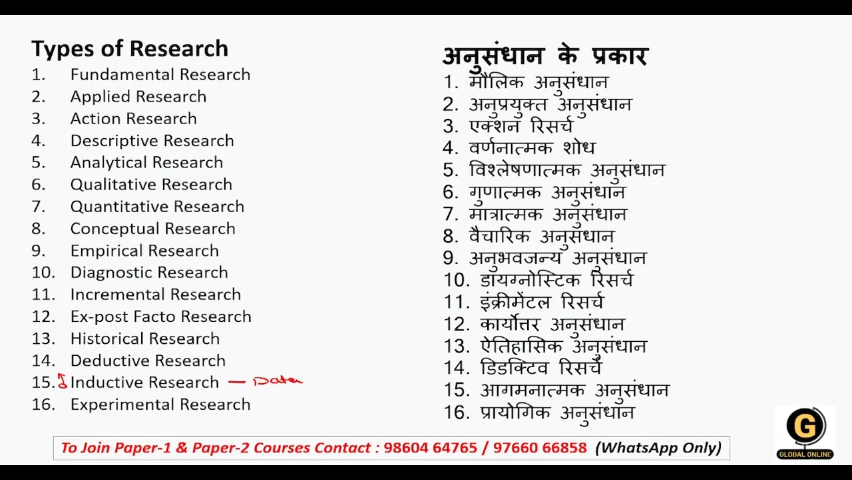 Types of Research
1. Fundamental Research
2. Applied Research
3. Action Research
4. Descriptive Research
5. Analytical Research
6. Qualitative Research
7. Quantitative Research
8. Conceptual Research
9. Empirical Research
10. Diagnostic Research
11. Incremental Research
12. Ex-post Facto Research
13. Historical Research
14. Deductive Research
15. Inductive Research — Data
16. Experimental Research
अनुसंधान के प्रकार
1. मौलिक अनुसंधान
2. अनुप्रयुक्त अनुसंधान
3. एक्शन रिसर्च
4. वर्णनात्मक शोध
5. विश्लेषणात्मक अनुसंधान
6. गुणात्मक अनुसंधान
7. मात्रात्मक अनुसंधान
8. वैचारिक अनुसंधान
9. अनुभवजन्य अनुसंधान
10. डायग्नोस्टिक रिसर्च
11. इंक्रीमेंटल रिसर्च
12. कार्योत्तर अनुसंधान
13. ऐतिहासिक अनुसंधान
14. डिडक्टिव रिसर्च
15. आगमनात्मक अनुसंधान
16. प्रायोगिक अनुसंधान
To Join Paper-1 & Paper-2 Courses Contact : 98604 64765 / 97660 66858 (WhatsApp Only)
G
GLOBAL ONLINE